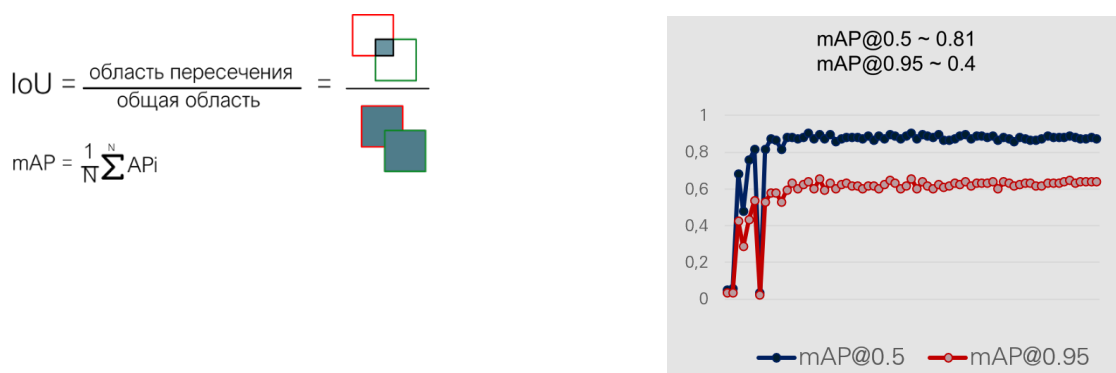 IoU = область пересечения / общая область =
mAP = 1/N N∑ APi
mAP@0.5 ~ 0.81
mAP@0.95 ~ 0.4
1
0,8
0,6
0,4
0,2
0
mAP@0.5 mAP@0.95